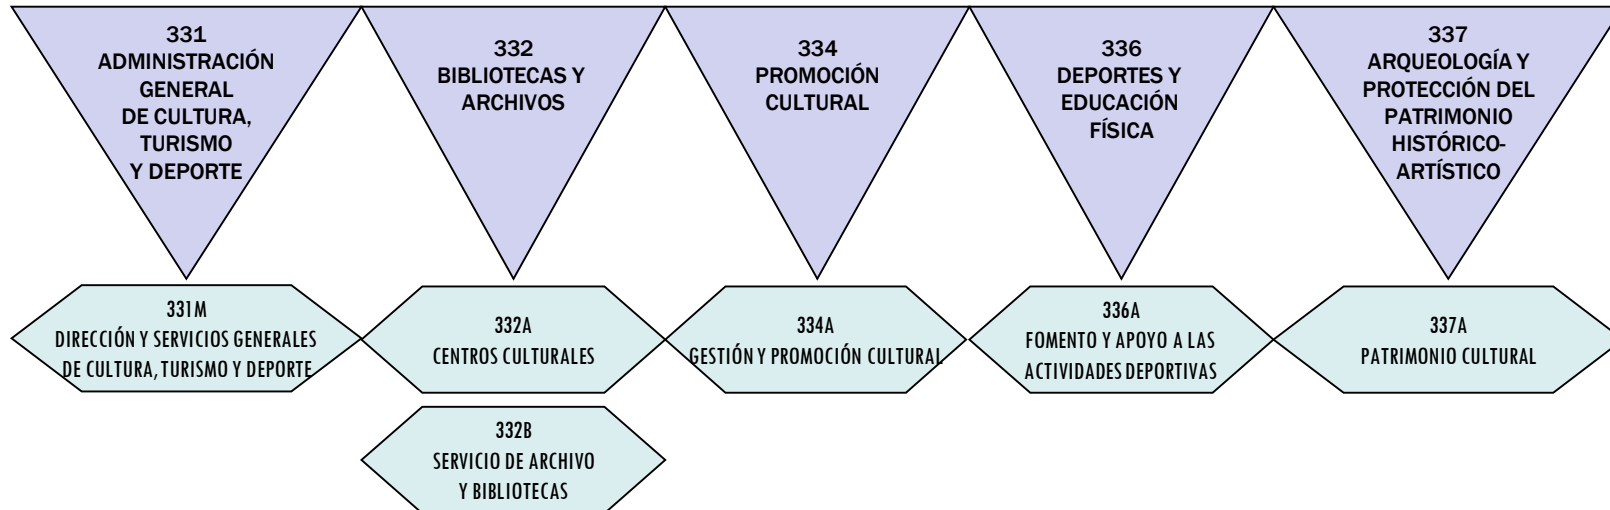 331
ADMINISTRACIÓN
GENERAL
DE CULTURA,
TURISMO
Y DEPORTE
332
BIBLIOTECAS Y
ARCHIVOS
334
PROMOCIÓN
CULTURAL
336
DEPORTES Y
EDUCACIÓN
FÍSICA
337
ARQUEOLOGÍA Y
PROTECCIÓN DEL
PATRIMONIO
HISTÓRICO-
ARTÍSTICO
331M
DIRECCIÓN Y SERVICIOS GENERALES
DE CULTURA, TURISMO Y DEPORTE
332A
CENTROS CULTURALES
334A
GESTIÓN Y PROMOCIÓN CULTURAL
336A
FOMENTO Y APOYO A LAS
ACTIVIDADES DEPORTIVAS
337A
PATRIMONIO CULTURAL
332B
SERVICIO DE ARCHIVO
Y BIBLIOTECAS